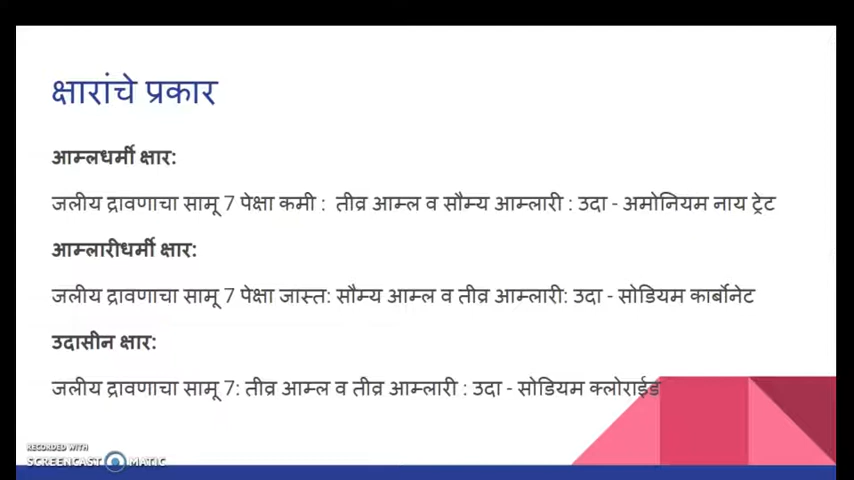 क्षारांचे प्रकार
आम्लधर्मी क्षार:
जलीय द्रावणाचा सामू 7 पेक्षा कमी : तीव्र आम्ल व सौम्य आम्लारी : उदा - अमोनियम नाय ट्रेट
आम्लारीधर्मी क्षार:
जलीय द्रावणाचा सामू 7 पेक्षा जास्त: सौम्य आम्ल व तीव्र आम्लारी: उदा - सोडियम कार्बोनेट
उदासीन क्षार:
जलीय द्रावणाचा सामू 7: तीव्र आम्ल व तीव्र आम्लारी : उदा - सोडियम क्लोराईड
RECORDED WITH
SCREENCAST MATIC